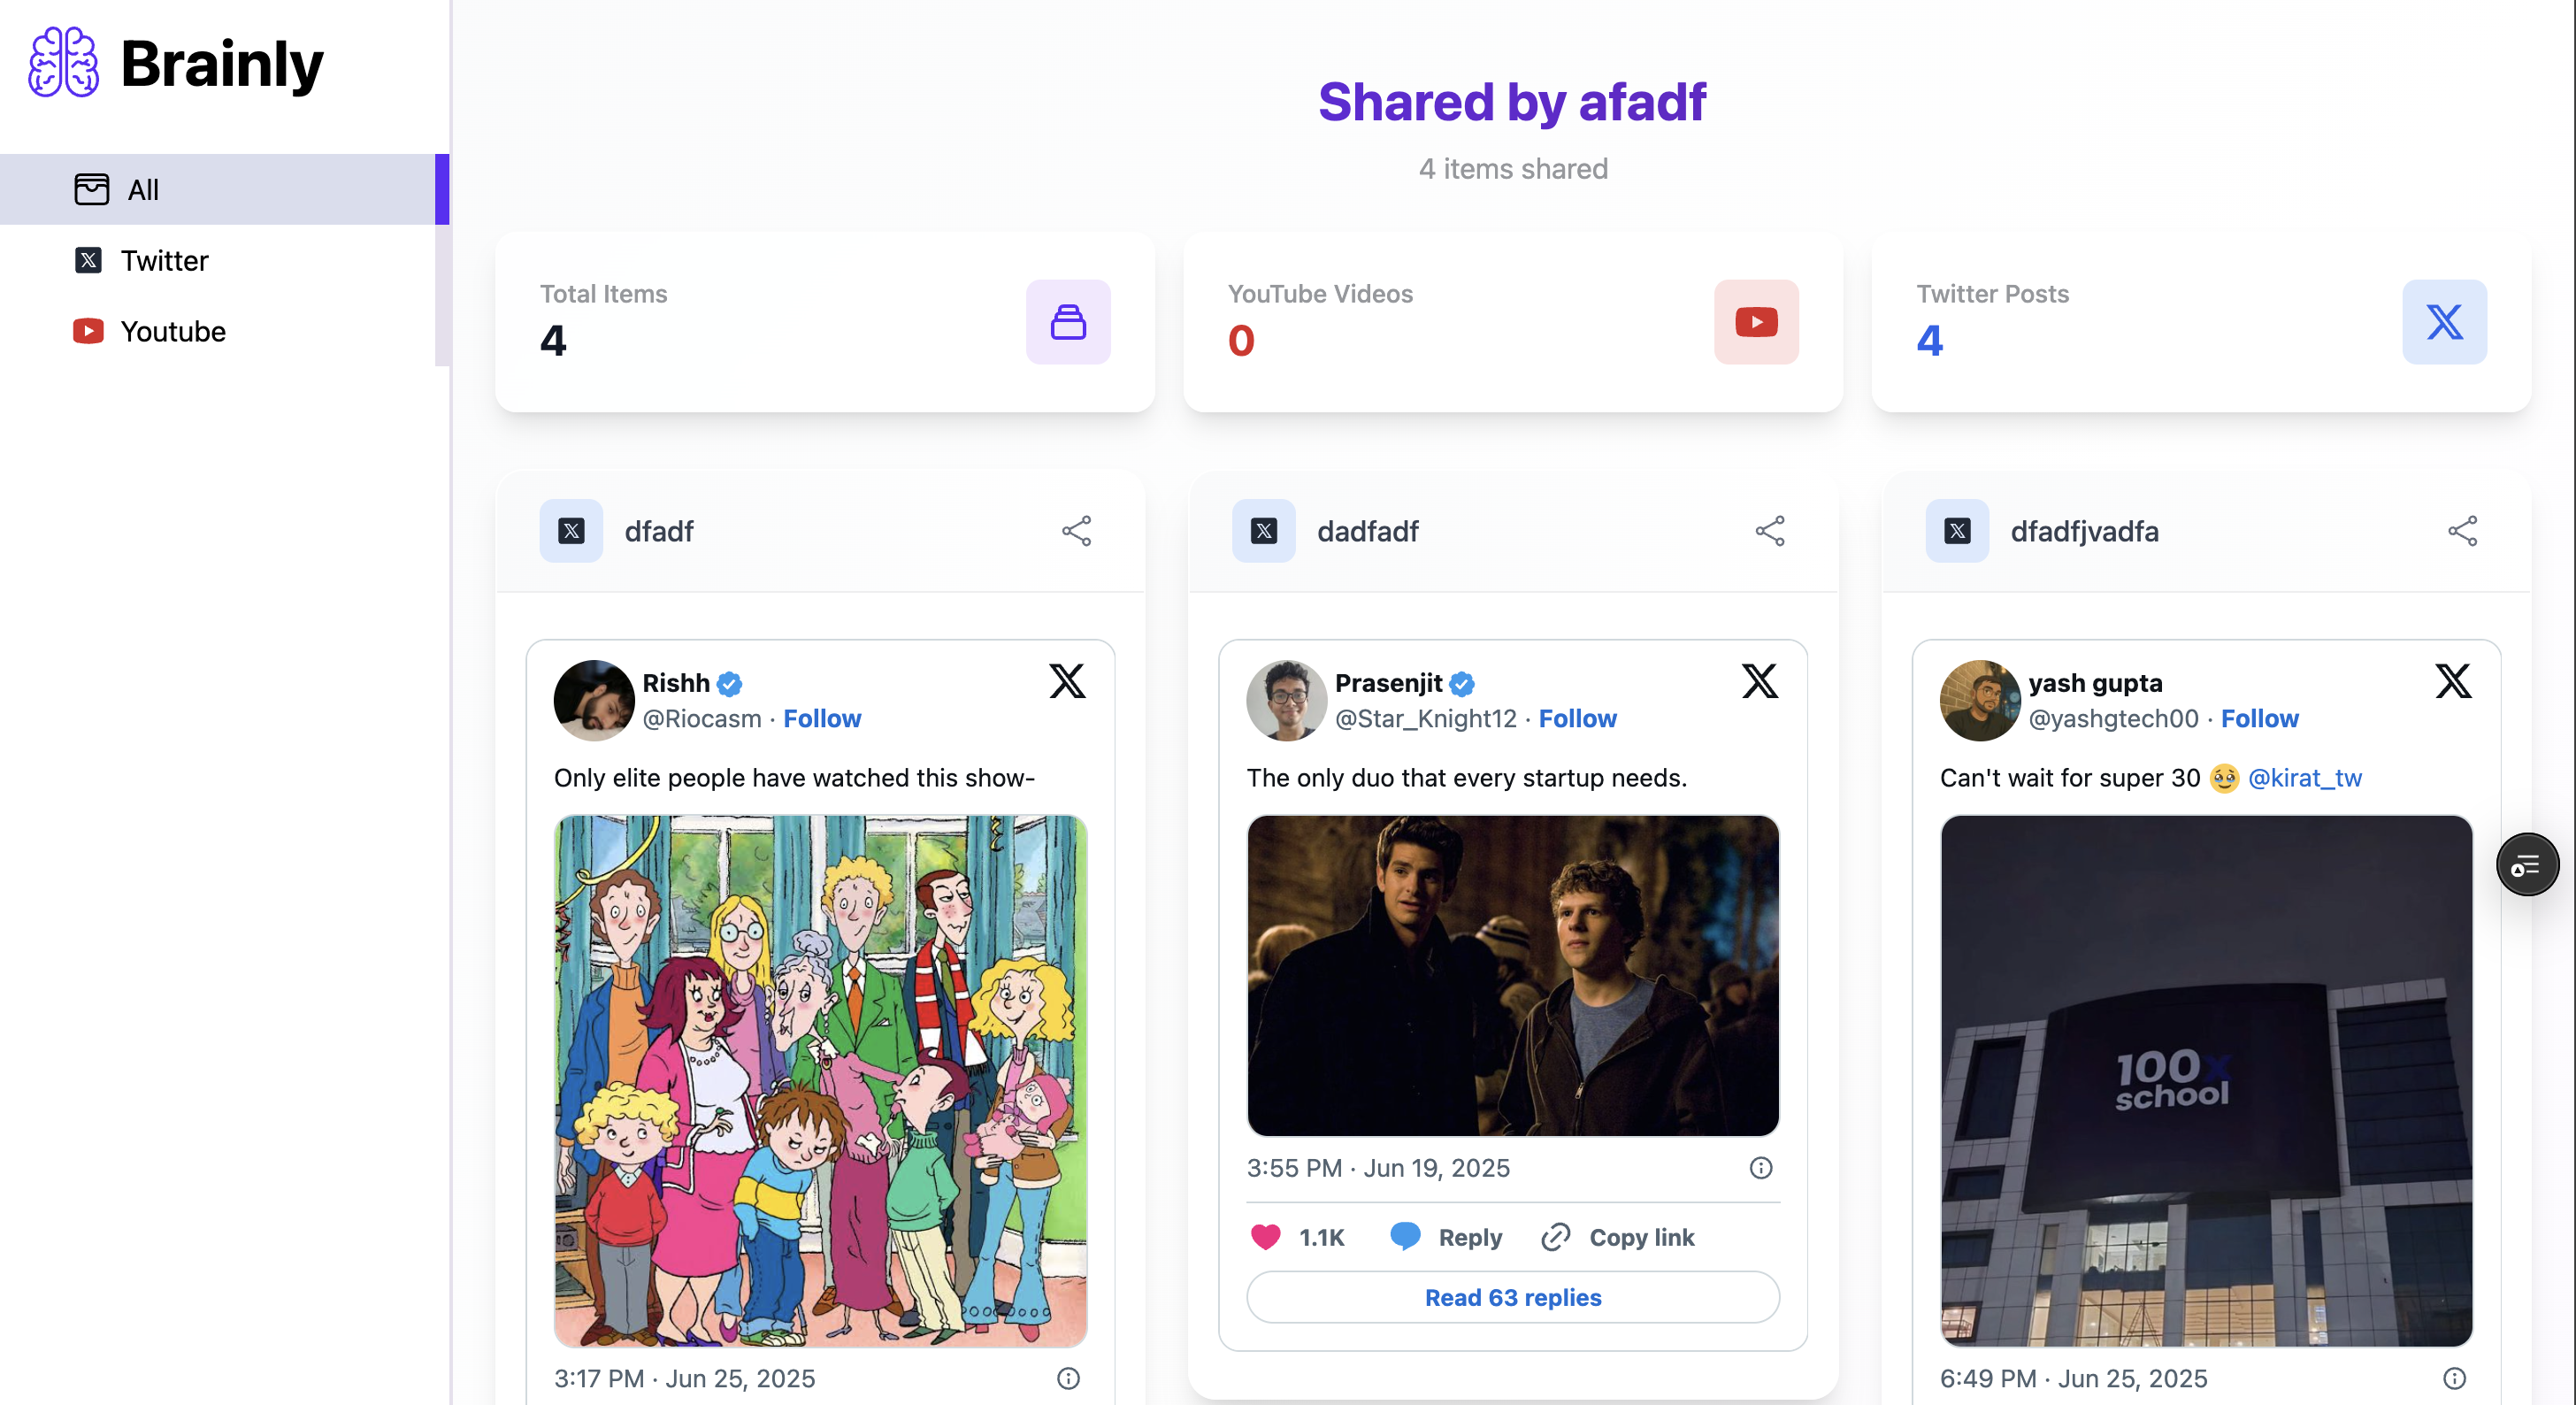 Brainly
All
Twitter
Youtube
Shared by afadf
4 items shared
Total Items
4
YouTube Videos
0
Twitter Posts
4
dfadf
Rishh
@Riocasm · Follow
Only elite people have watched this show-
3:17 PM · Jun 25, 2025
dadfadf
Prasenjit
@Star_Knight12 · Follow
The only duo that every startup needs.
3:55 PM · Jun 19, 2025
1.1K Reply Copy link
Read 63 replies
dfadfjvadfa
yash gupta
@yashgtech00 · Follow
Can't wait for super 30 🥹 @kirat_tw
100x
school
6:49 PM · Jun 25, 2025